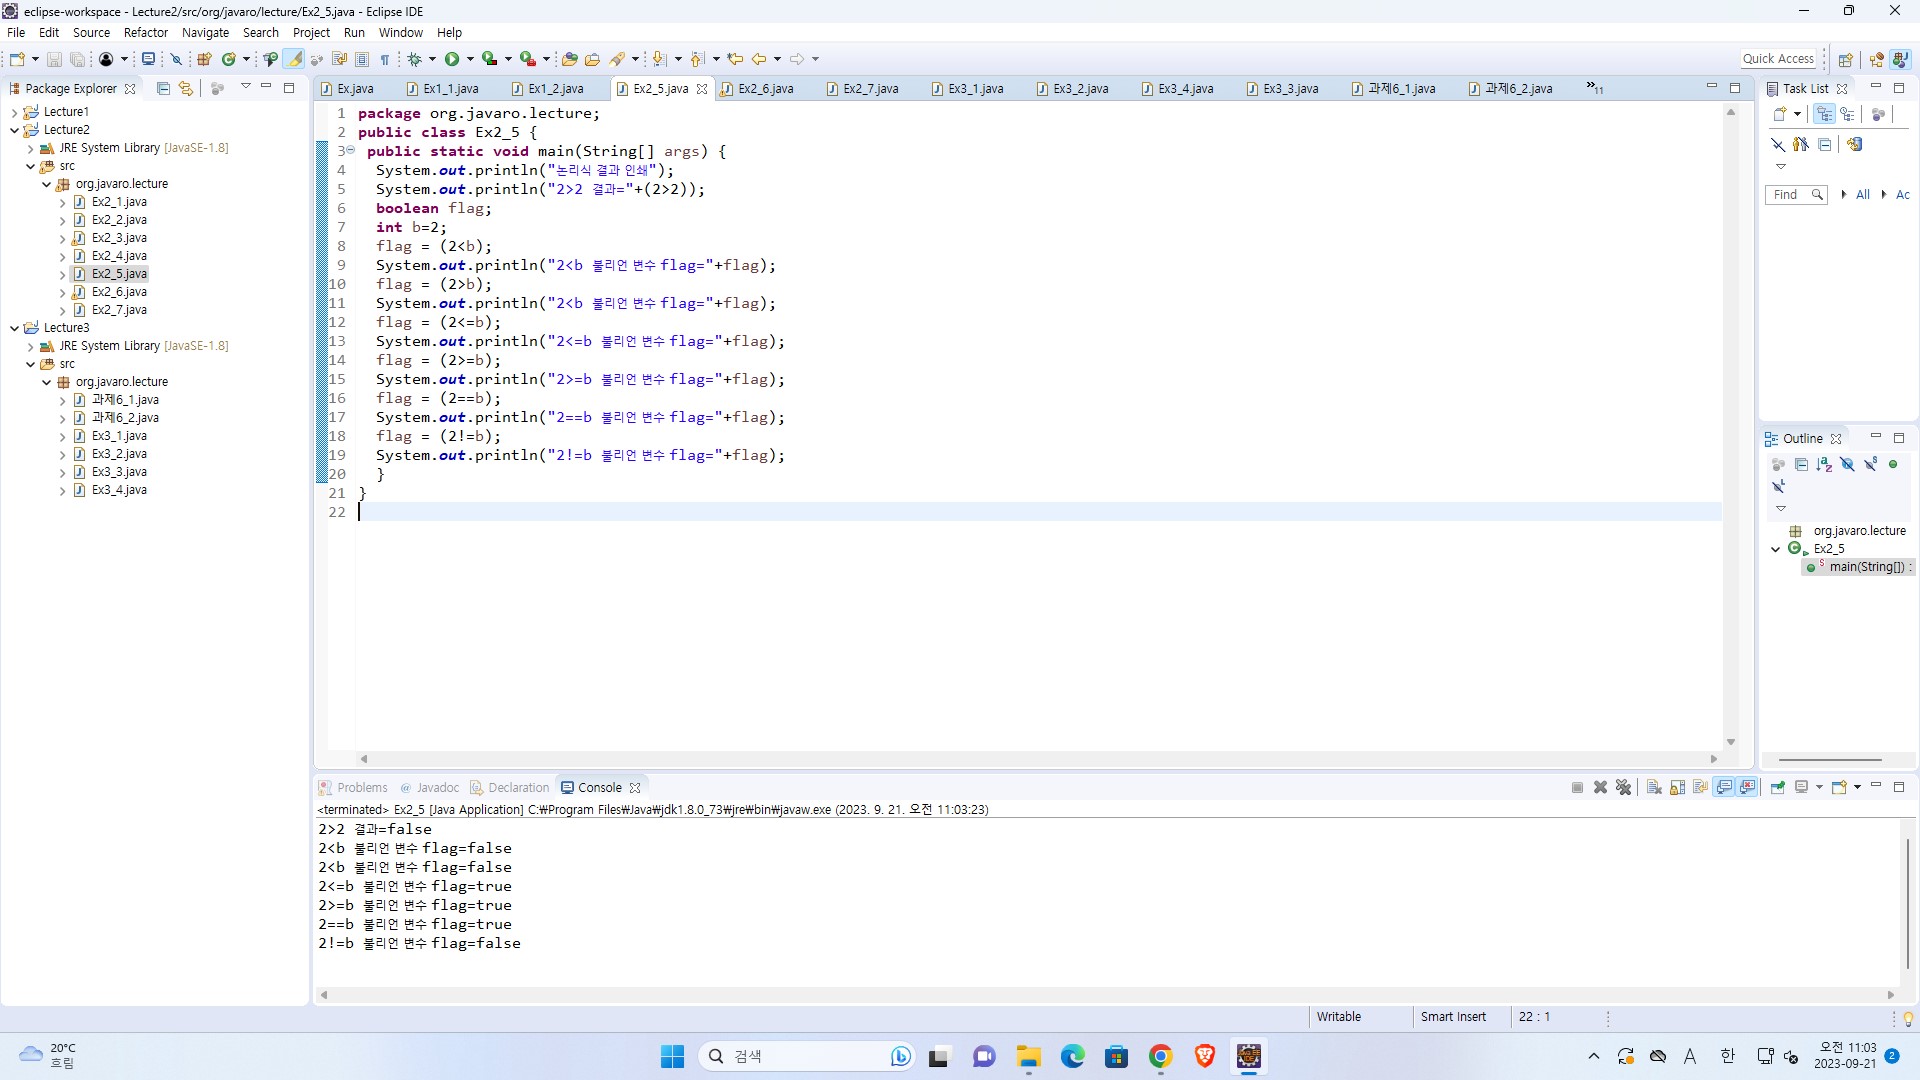 eclipse-workspace - Lecture2/src/org/javaro/lecture/Ex2_5.java - Eclipse IDE
File Edit Source Refactor Navigate Search Project Run Window Help
Quick Access
Package Explorer
Lecture1
Lecture2
JRE System Library [JavaSE-1.8]
src
org.javaro.lecture
Ex2_1.java
Ex2_2.java
Ex2_3.java
Ex2_4.java
Ex2_5.java
Ex2_6.java
Ex2_7.java
Lecture3
JRE System Library [JavaSE-1.8]
src
org.javaro.lecture
과제6_1.java
과제6_2.java
Ex3_1.java
Ex3_2.java
Ex3_3.java
Ex3_4.java
Ex.java Ex1_1.java Ex1_2.java Ex2_5.java Ex2_6.java Ex2_7.java Ex3_1.java Ex3_2.java Ex3_4.java Ex3_3.java 과제6_1.java 과제6_2.java »11
1 package org.javaro.lecture;
2 public class Ex2_5 {
3 public static void main(String[] args) {
4 System.out.println("논리식 결과 인쇄");
5 System.out.println("2>2 결과="+(2>2));
6 boolean flag;
7 int b=2;
8 flag = (2<b);
9 System.out.println("2<b 불리언 변수 flag="+flag);
10 flag = (2>b);
11 System.out.println("2<b 불리언 변수 flag="+flag);
12 flag = (2<=b);
13 System.out.println("2<=b 불리언 변수 flag="+flag);
14 flag = (2>=b);
15 System.out.println("2>=b 불리언 변수 flag="+flag);
16 flag = (2==b);
17 System.out.println("2==b 불리언 변수 flag="+flag);
18 flag = (2!=b);
19 System.out.println("2!=b 불리언 변수 flag="+flag);
20 }
21 }
22
Task List
Find All Ac
Outline
org.javaro.lecture
Ex2_5
main(String[]) :
Problems Javadoc Declaration Console
<terminated> Ex2_5 [Java Application] C:₩Program Files₩Java₩jdk1.8.0_73₩jre₩bin₩javaw.exe (2023. 9. 21. 오전 11:03:23)
2>2 결과=false
2<b 불리언 변수 flag=false
2<b 불리언 변수 flag=false
2<=b 불리언 변수 flag=true
2>=b 불리언 변수 flag=true
2==b 불리언 변수 flag=true
2!=b 불리언 변수 flag=false
Writable Smart Insert 22 : 1
20°C
흐림
검색
A 한
오전 11:03
2023-09-21
2